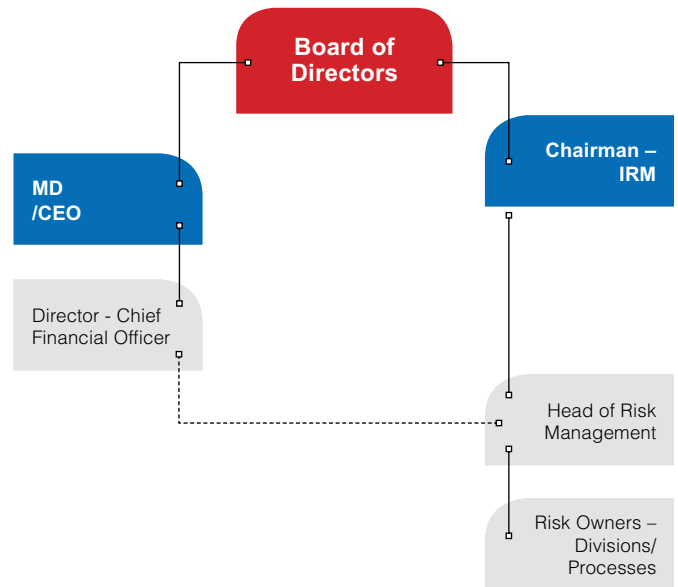 Board of
Directors
Chairman –
IRM
MD
/CEO
Director - Chief
Financial Officer
Head of Risk
Management
Risk Owners –
Divisions/
Processes